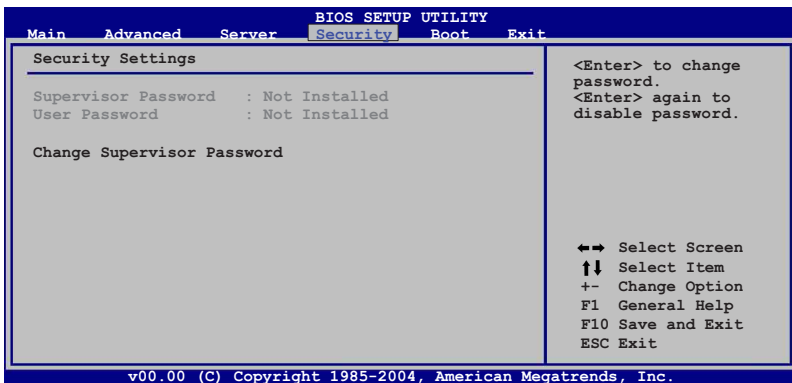 BIOS SETUP UTILITY
Main Advanced Server Security Boot Exit
Security Settings
Supervisor Password : Not Installed
User Password : Not Installed
Change Supervisor Password
<Enter> to change
password.
<Enter> again to
disable password.
←→ Select Screen
↑↓ Select Item
+- Change Option
F1 General Help
F10 Save and Exit
ESC Exit
v00.00 (C) Copyright 1985-2004, American Megatrends, Inc.